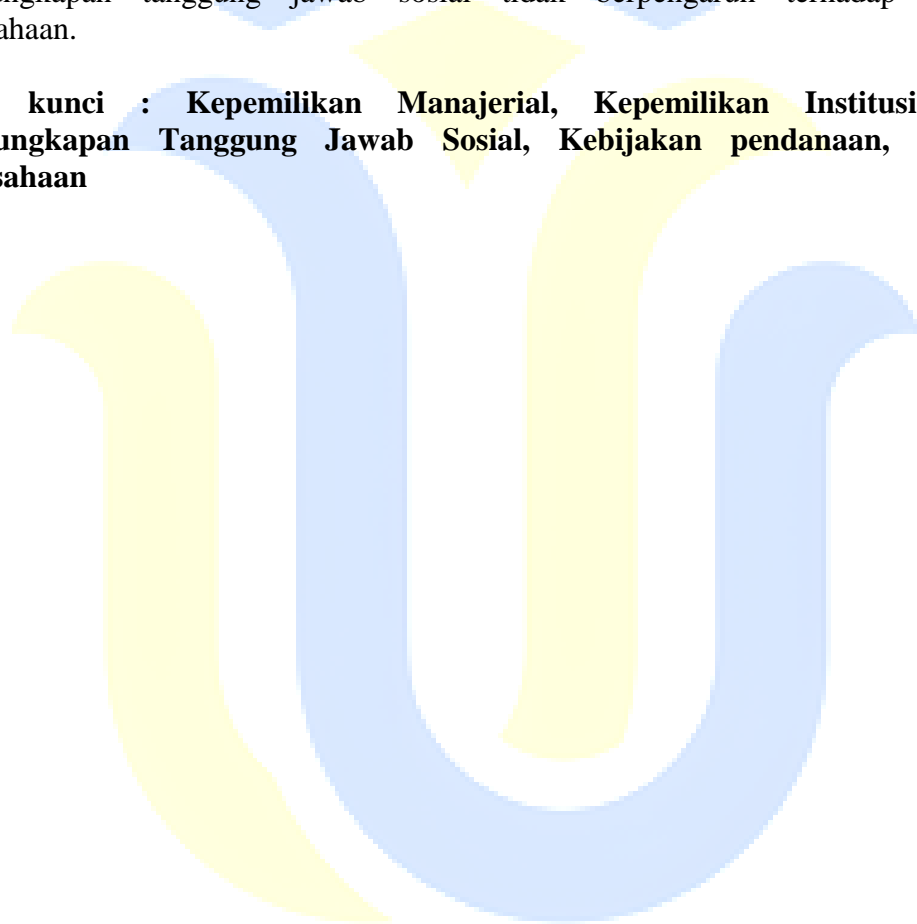 ngkapan tanggung jawab sosial tidak berpengaruh terhadap
ahaan.
kunci : Kepemilikan Manajerial, Kepemilikan Institusi
ungkapan Tanggung Jawab Sosial, Kebijakan pendanaan,
sahaan